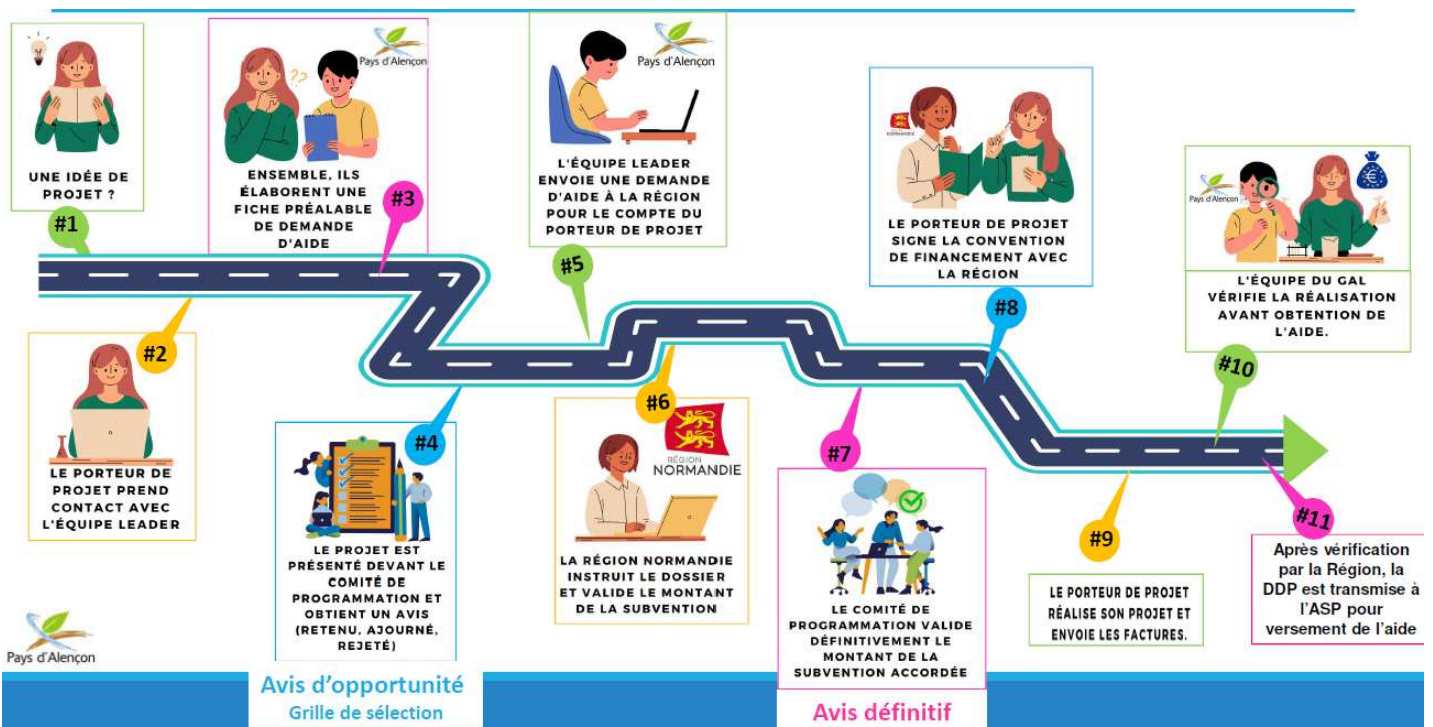 UNE IDÉE DE
PROJET ?
#1
#2
LE PORTEUR DE
PROJET PREND
CONTACT AVEC
L'ÉQUIPE LEADER
Pays d'Alençon
??
ENSEMBLE, ILS
ÉLABORENT UNE
FICHE PRÉALABLE
DE DEMANDE
D'AIDE
#3
#4
LE PROJET EST
PRÉSENTÉ DEVANT LE
COMITÉ DE
PROGRAMMATION ET
OBTIENT UN AVIS
(RETENU, AJOURNÉ,
REJETÉ)
Avis d'opportunité
Grille de sélection
Pays d'Alençon
L'ÉQUIPE LEADER
ENVOIE UNE DEMANDE
D'AIDE À LA RÉGION
POUR LE COMPTE DU
PORTEUR DE PROJET
#5
#6
RÉGION
NORMANDIE
LA RÉGION NORMANDIE
INSTRUIT LE DOSSIER
ET VALIDE LE MONTANT
DE LA SUBVENTION
#7
LE COMITÉ DE
PROGRAMMATION VALIDE
DÉFINITIVEMENT LE
MONTANT DE LA
SUBVENTION ACCORDÉE
Avis définitif
NORMANDIE
LE PORTEUR DE PROJET
SIGNE LA CONVENTION
DE FINANCEMENT AVEC
LA RÉGION
#8
#9
LE PORTEUR DE PROJET
RÉALISE SON PROJET ET
ENVOIE LES FACTURES.
Pays d'Alençon
€
L'ÉQUIPE DU GAL
VÉRIFIE LA RÉALISATION
AVANT OBTENTION DE
L'AIDE.
#10
#11
Après vérification
par la Région, la
DDP est transmise à
l'ASP pour
versement de l'aide
Pays d'Alençon